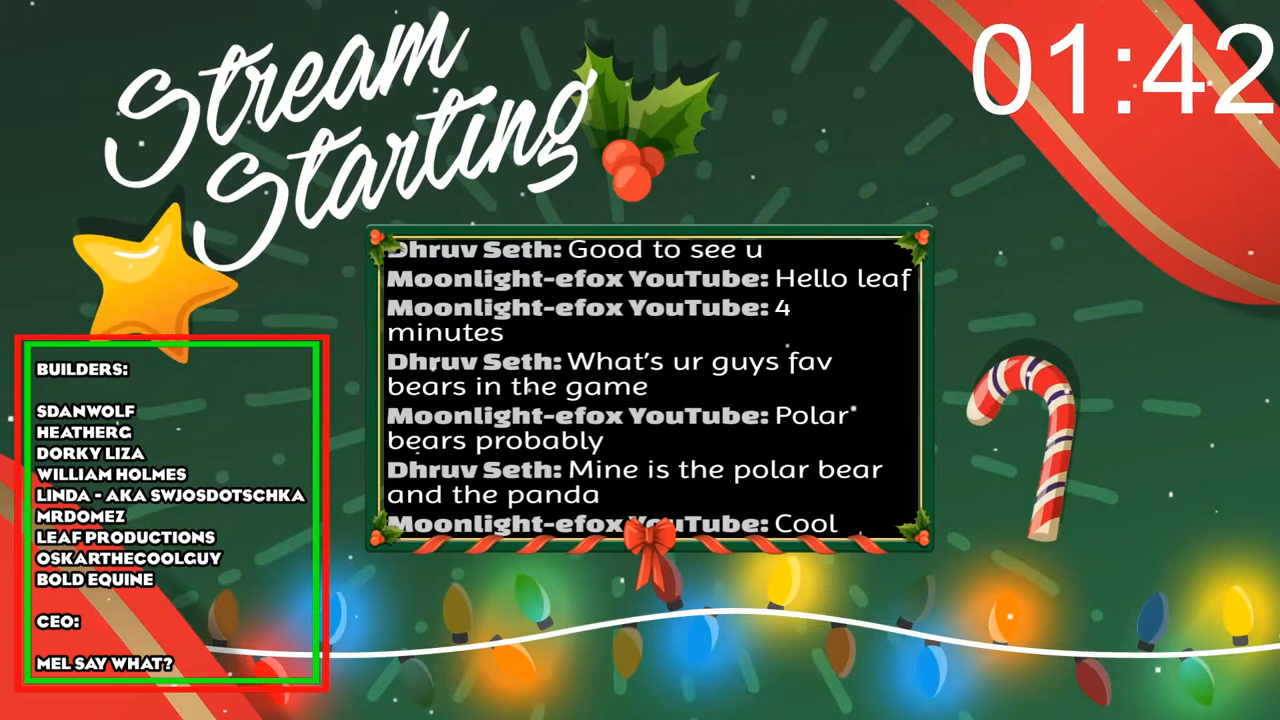 Stream
Starting
01:42
Dhruv Seth: Good to see u
Moonlight-efox YouTube: Hello leaf
Moonlight-efox YouTube: 4
minutes
Dhruv Seth: What's ur guys fav
bears in the game
Moonlight-efox YouTube: Polar
bears probably
Dhruv Seth: Mine is the polar bear
and the panda
Moonlight-efox YouTube: Cool
BUILDERS:
SDANWOLF
HEATHERG
DORKY LIZA
WILLIAM HOLMES
LINDA - AKA SWJOSDOTSCHKA
MRDOMEZ
LEAF PRODUCTIONS
OSKARTHECOOLGUY
BOLD EQUINE
CEO:
MEL SAY WHAT?